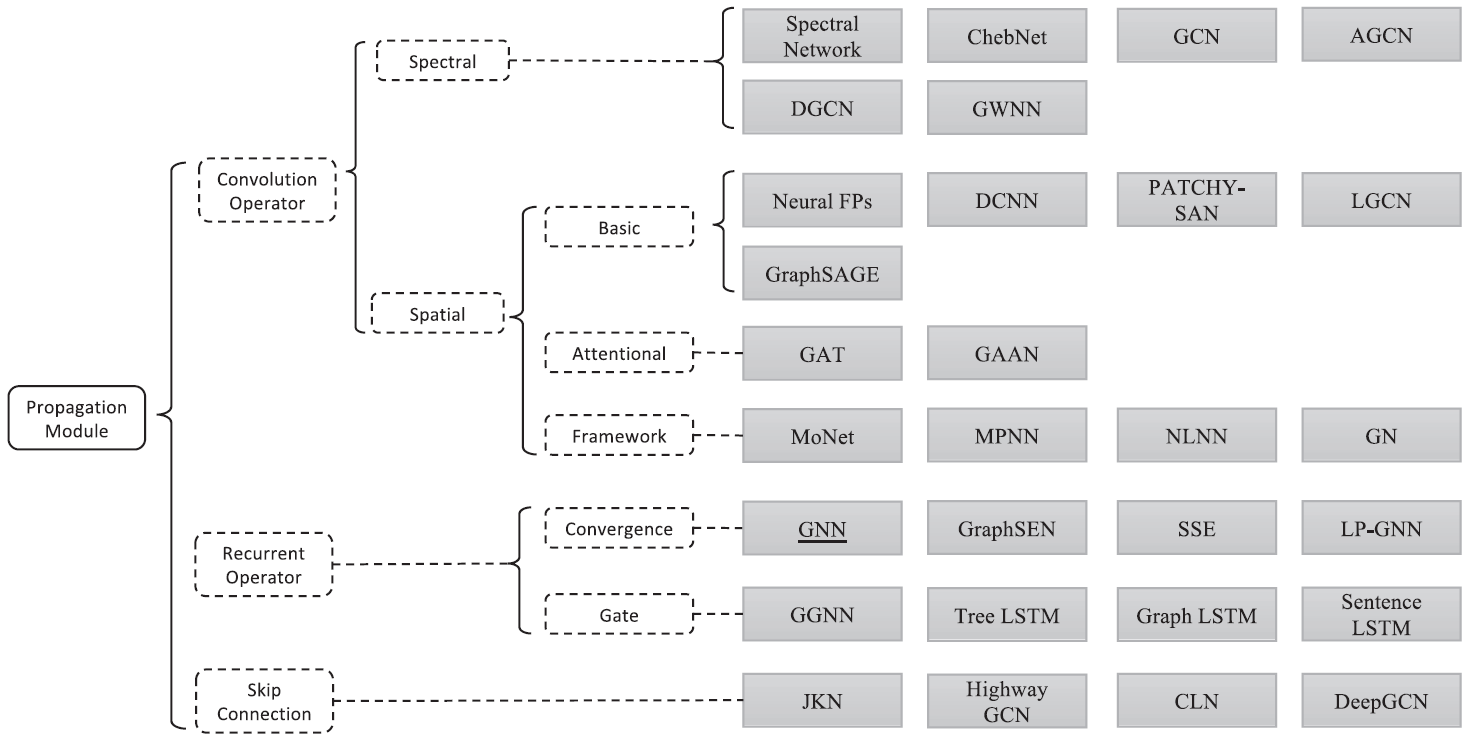 Propagation
Module
Convolution
Operator
Spectral
Spectral
Network
ChebNet
GCN
AGCN
DGCN
GWNN
Spatial
Basic
Neural FPs
DCNN
PATCHY-
SAN
LGCN
GraphSAGE
Attentional
GAT
GAAN
Framework
MoNet
MPNN
NLNN
GN
Recurrent
Operator
Convergence
GNN
GraphSEN
SSE
LP-GNN
Gate
GGNN
Tree LSTM
Graph LSTM
Sentence
LSTM
Skip
Connection
JKN
Highway
GCN
CLN
DeepGCN